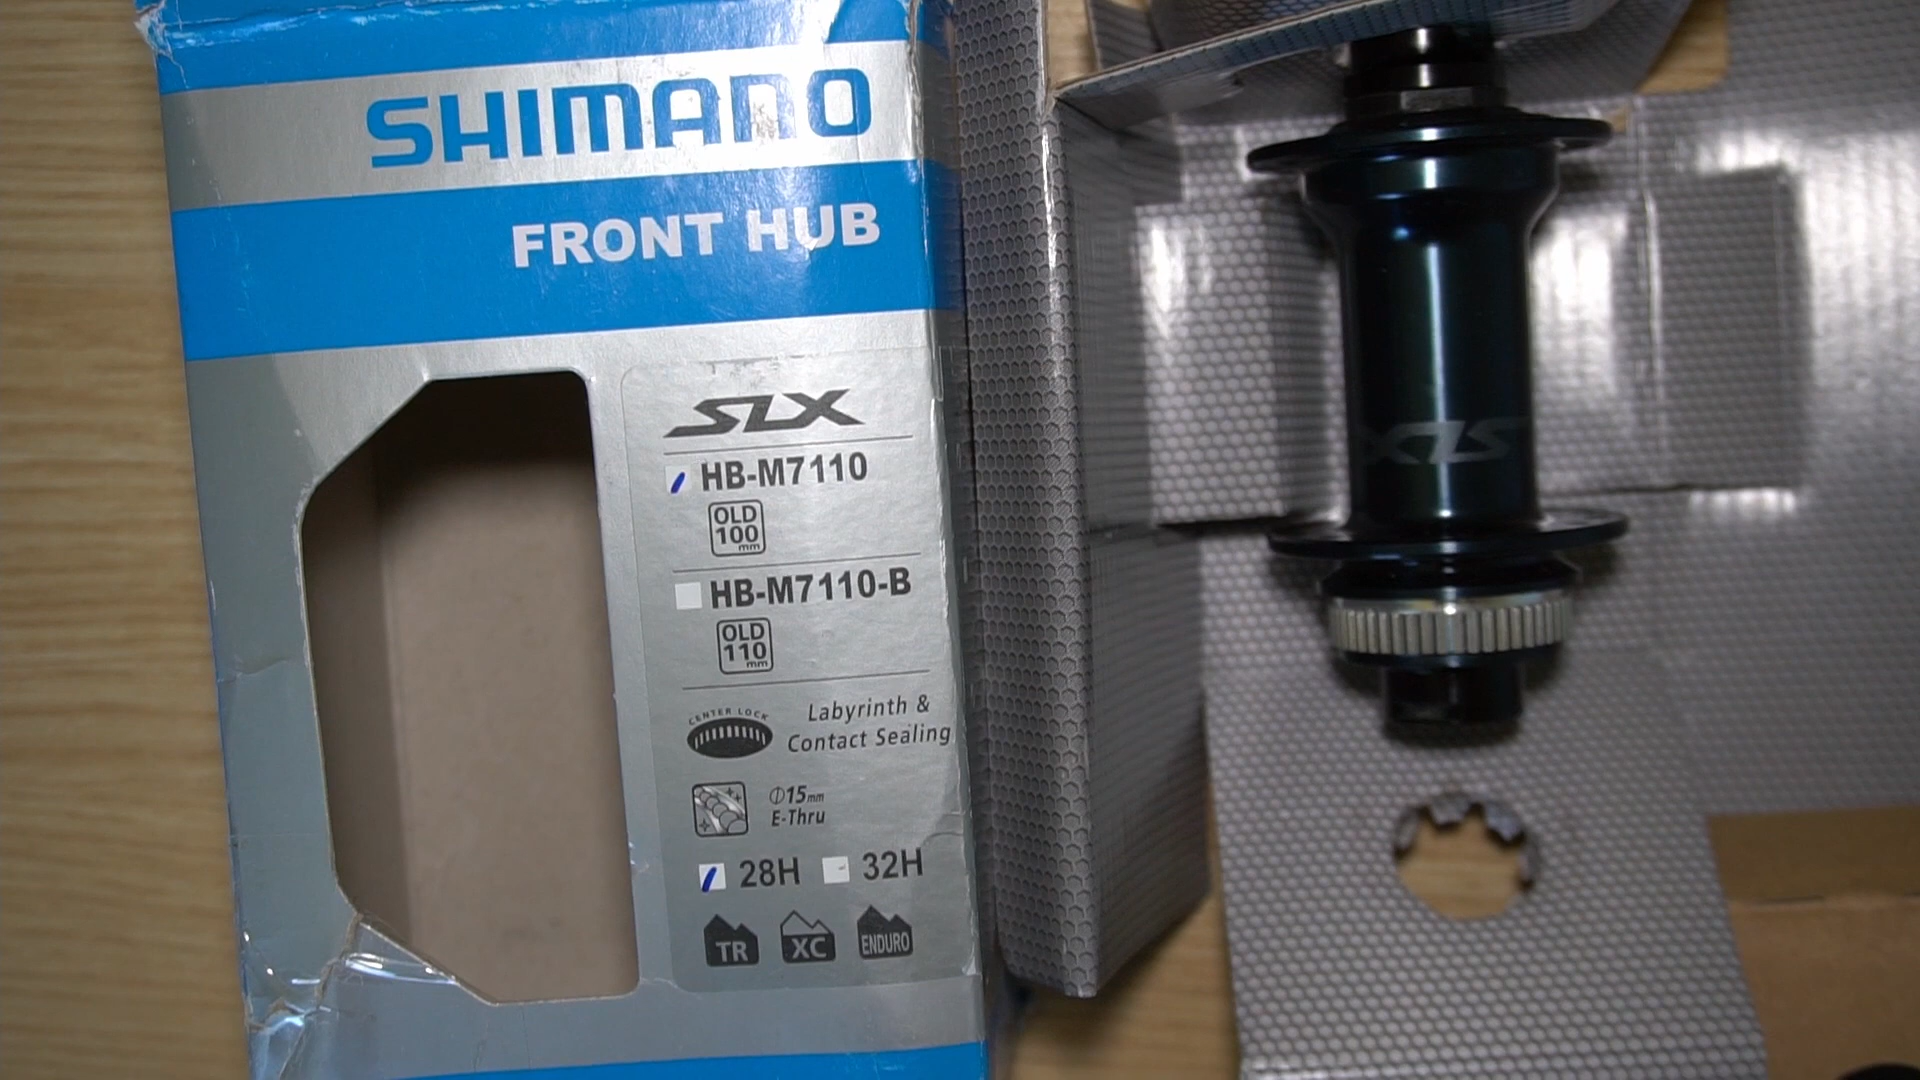 SHIMANO
FRONT HUB
SLX
HB-M7110
OLD
100
mm
HB-M7110-B
OLD
110
mm
CENTER LOCK
Labyrinth &
Contact Sealing
Φ15mm
E-Thru
28H 32H
TR XC ENDURO
SLX